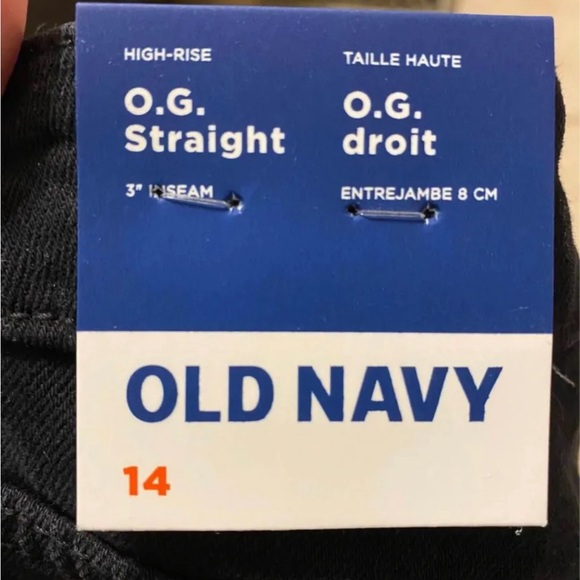 HIGH-RISE
O.G.
Straight
3" INSEAM
TAILLE HAUTE
O.G.
droit
ENTREJAMBE 8 CM
OLD NAVY
14